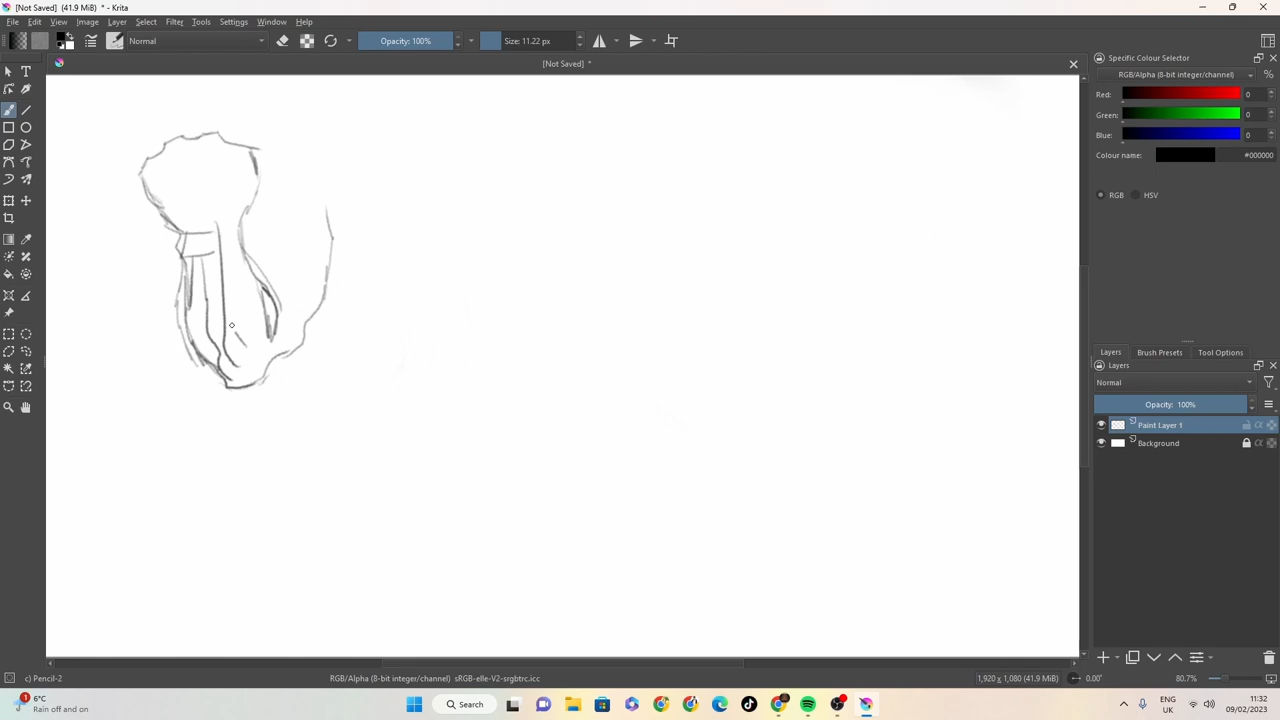 [Not Saved] (41.9 MiB) * - Krita
File Edit View Image Layer Select Filter Tools Settings Window Help
Normal Opacity: 100% Size: 11.22 px
[Not Saved] *
Specific Colour Selector
RGB/Alpha (8-bit integer/channel) %
Red: 0
Green: 0
Blue: 0
Colour name: #000000
RGB HSV
Layers Brush Presets Tool Options
Layers
Normal
Opacity: 100%
Paint Layer 1
Background
c) Pencil-2 RGB/Alpha (8-bit integer/channel) sRGB-elle-V2-srgbtrc.icc 1,920 x 1,080 (41.9 MiB) 0.00° 80.7%
1 6°C
Rain off and on
Search
ENG
UK
11:32
09/02/2023